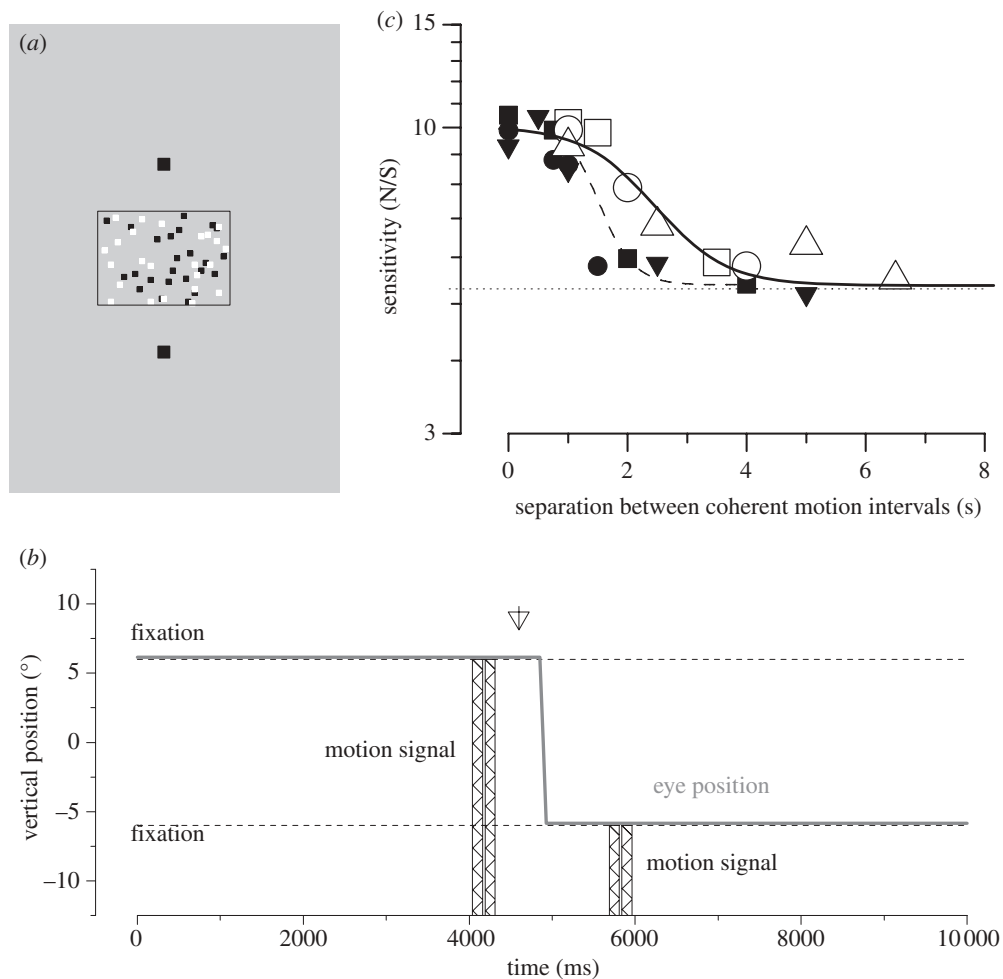 (a)
(c)
15
10
3
sensitivity (N/S)
0 2 4 6 8
separation between coherent motion intervals (s)
(b)
10
5
0
–5
–10
vertical position (°)
fixation
motion signal
eye position
fixation
motion signal
0 2000 4000 6000 8000 10 000
time (ms)